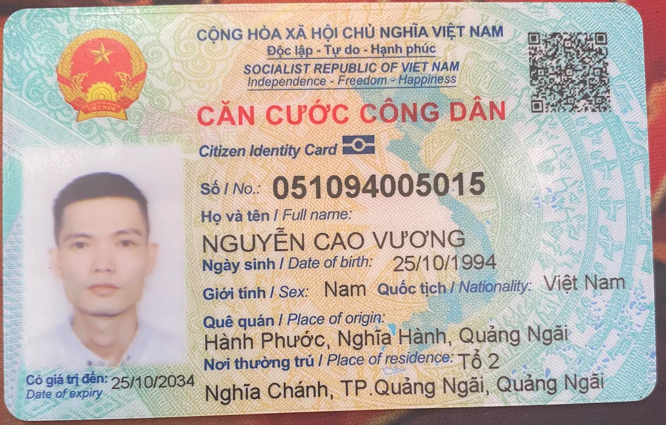 CỘNG HÒA XÃ HỘI CHỦ NGHĨA VIỆT NAM
Độc lập - Tự do - Hạnh phúc
SOCIALIST REPUBLIC OF VIET NAM
Independence - Freedom - Happiness
CĂN CƯỚC CÔNG DÂN
Citizen Identity Card
Số / No.: 051094005015
Họ và tên / Full name:
NGUYỄN CAO VƯƠNG
Ngày sinh / Date of birth: 25/10/1994
Giới tính / Sex: Nam Quốc tịch / Nationality: Việt Nam
Quê quán / Place of origin:
Hành Phước, Nghĩa Hành, Quảng Ngãi
Nơi thường trú / Place of residence: Tổ 2
Nghĩa Chánh, TP.Quảng Ngãi, Quảng Ngãi
Có giá trị đến: 25/10/2034
Date of expiry
VIỆT NAM